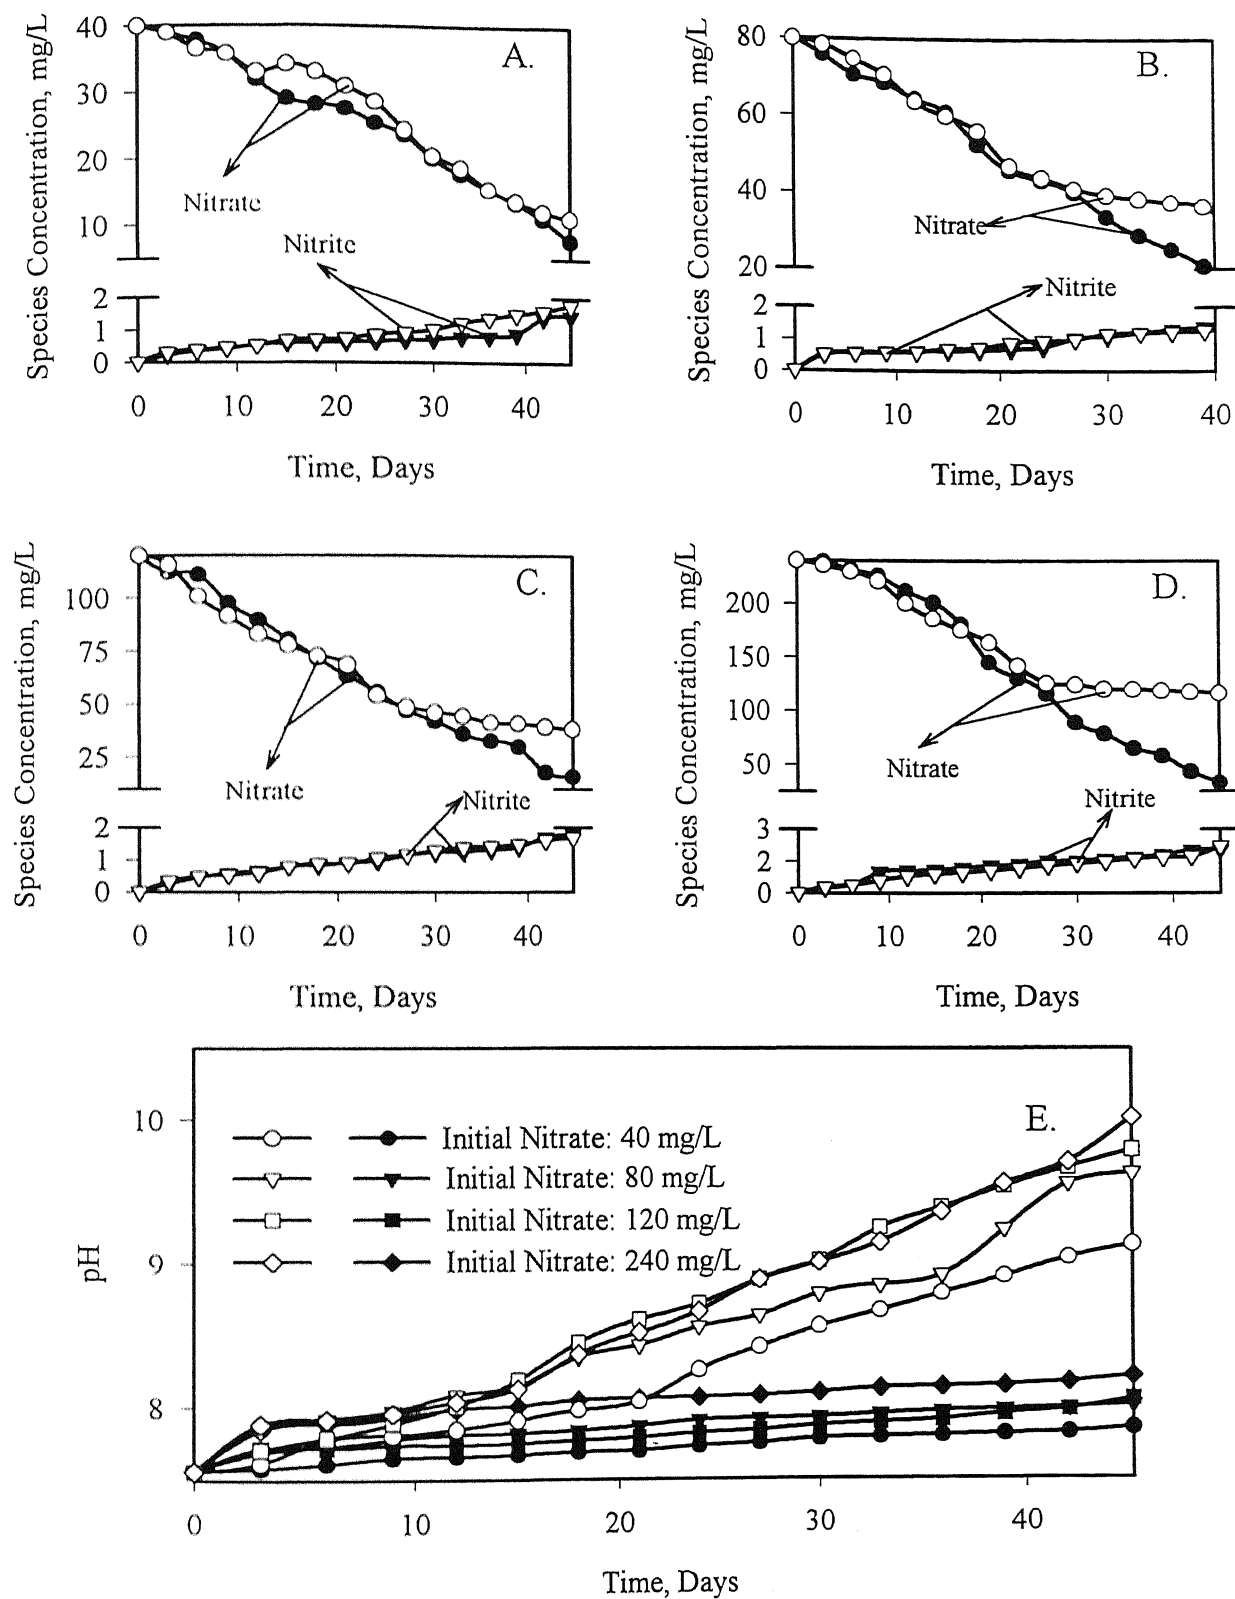 Species Concentration, mg/L
40
30
20
10
2
1
0
A.
Nitrate
Nitrite
0 10 20 30 40
Time, Days
Species Concentration, mg/L
80
60
40
20
2
1
0
B.
Nitrate
Nitrite
0 10 20 30 40
Time, Days
Species Concentration, mg/L
100
75
50
25
2
1
0
C.
Nitrate
Nitrite
0 10 20 30 40
Time, Days
Species Concentration, mg/L
200
150
100
50
3
2
1
0
D.
Nitrate
Nitrite
0 10 20 30 40
Time, Days
pH
10
9
8
E.
Initial Nitrate: 40 mg/L
Initial Nitrate: 80 mg/L
Initial Nitrate: 120 mg/L
Initial Nitrate: 240 mg/L
0 10 20 30 40
Time, Days